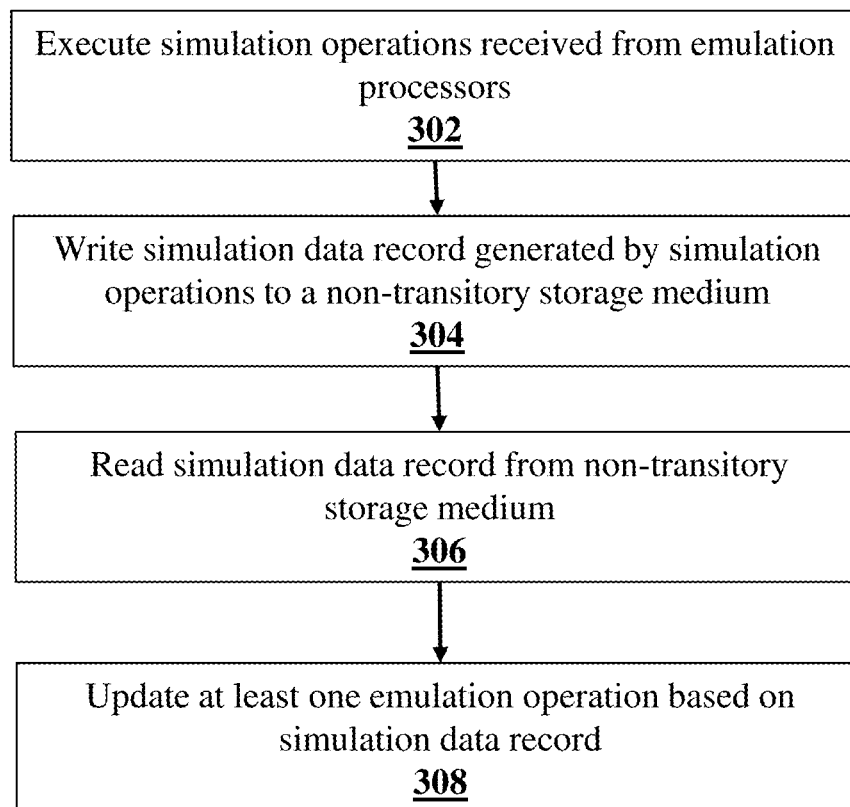 Execute simulation operations received from emulation
processors
302
Write simulation data record generated by simulation
operations to a non-transitory storage medium
304
Read simulation data record from non-transitory
storage medium
306
Update at least one emulation operation based on
simulation data record
308